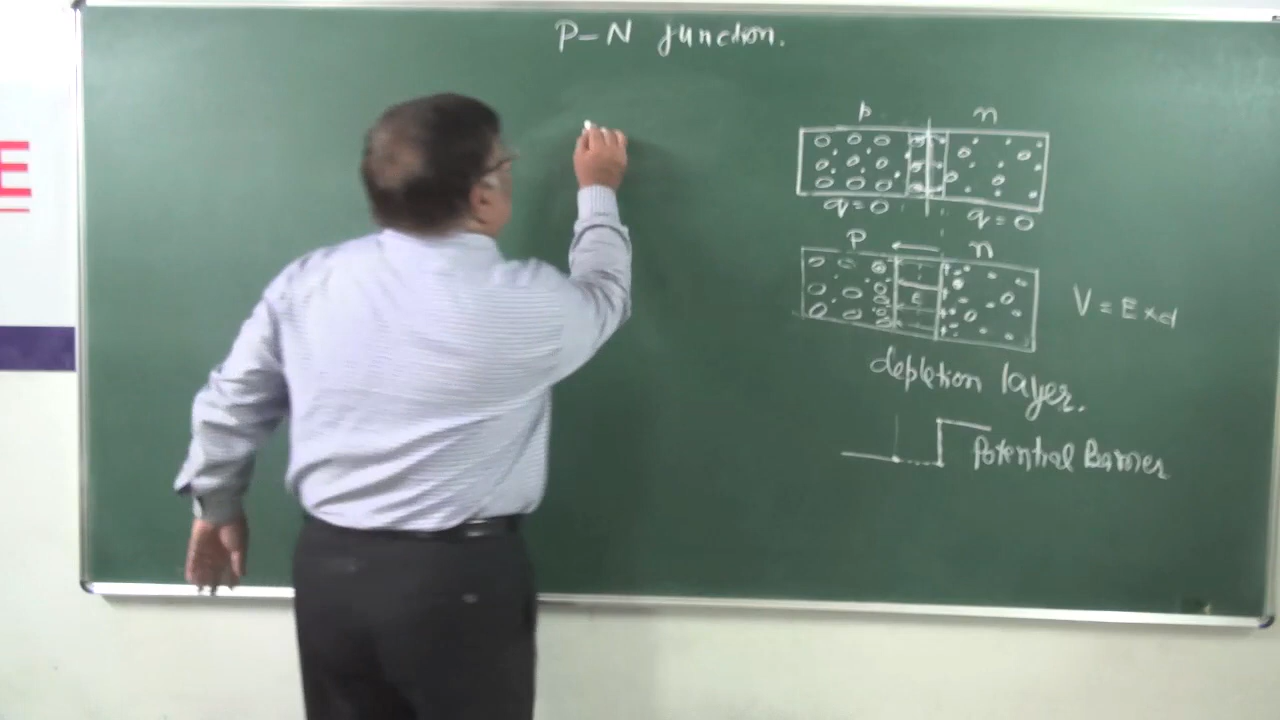 P-N junction.
E
p n
q=0 q=0
P n
E
V = E×d
depletion layer.
Potential Barrier